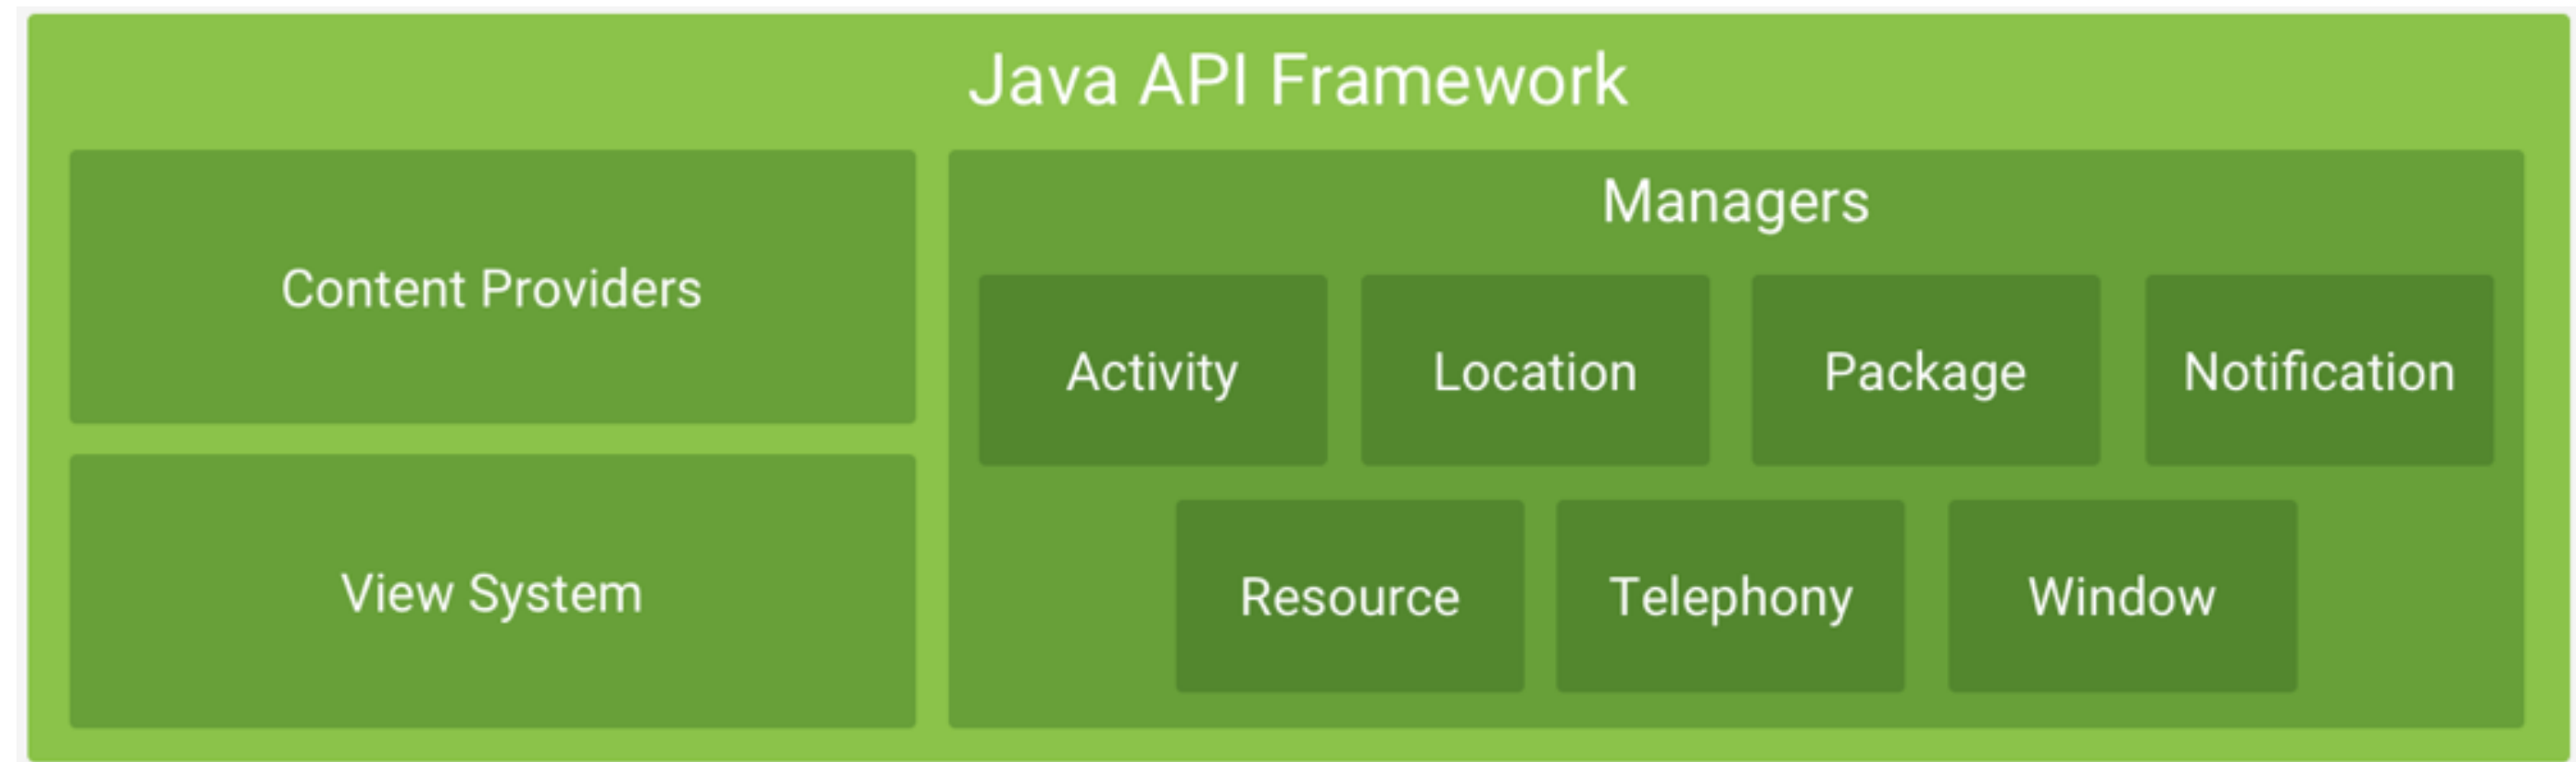 Java API Framework
Content Providers
View System
Managers
Activity
Location
Package
Notification
Resource
Telephony
Window